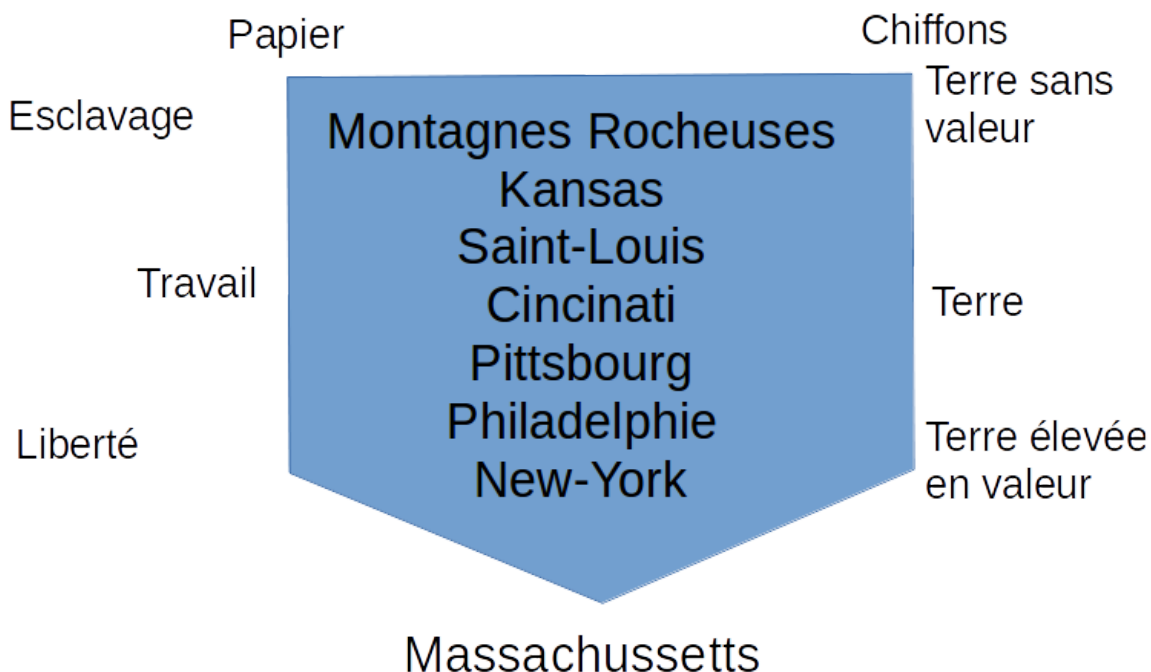 Papier
Chiffons
Esclavage
Terre sans
valeur
Montagnes Rocheuses
Kansas
Saint-Louis
Travail
Cincinati
Terre
Pittsbourg
Philadelphie
Liberté
Terre élevée
en valeur
New-York
Massachussetts